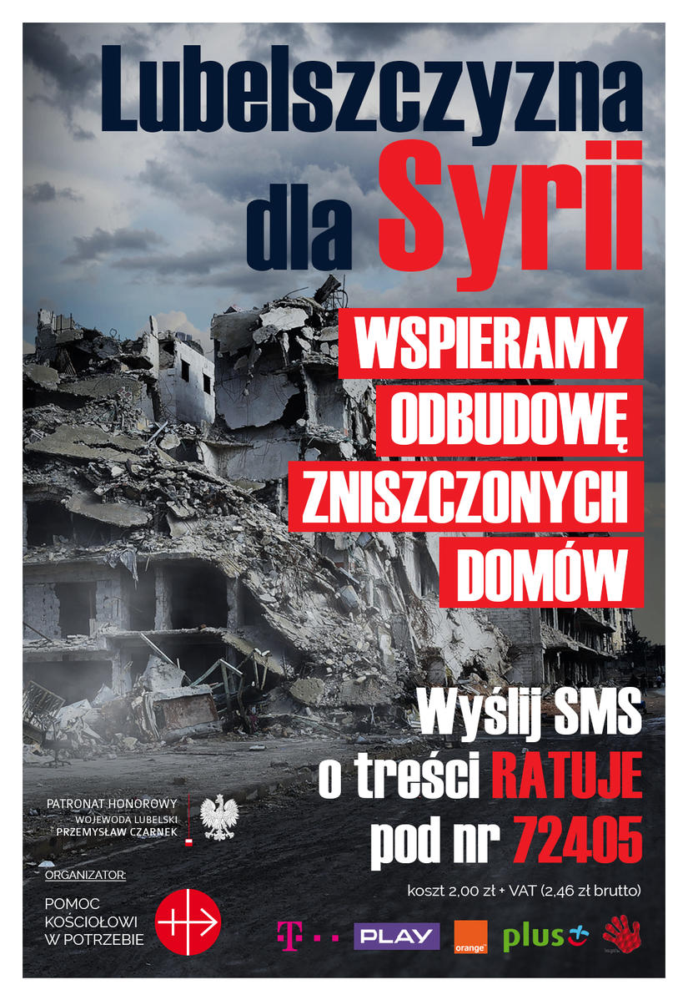 Lubelszczyzna
dla Syrii
WSPIERAMY
ODBUDOWĘ
ZNISZCZONYCH
DOMÓW
Wyślij SMS
o treści RATUJE
pod nr 72405
koszt 2,00 zł + VAT (2,46 zł brutto)
PATRONAT HONOROWY
WOJEWODA LUBELSKI
PRZEMYSŁAW CZARNEK
ORGANIZATOR:
POMOC
KOŚCIOŁOWI
W POTRZEBIE
T PLAY orange plus